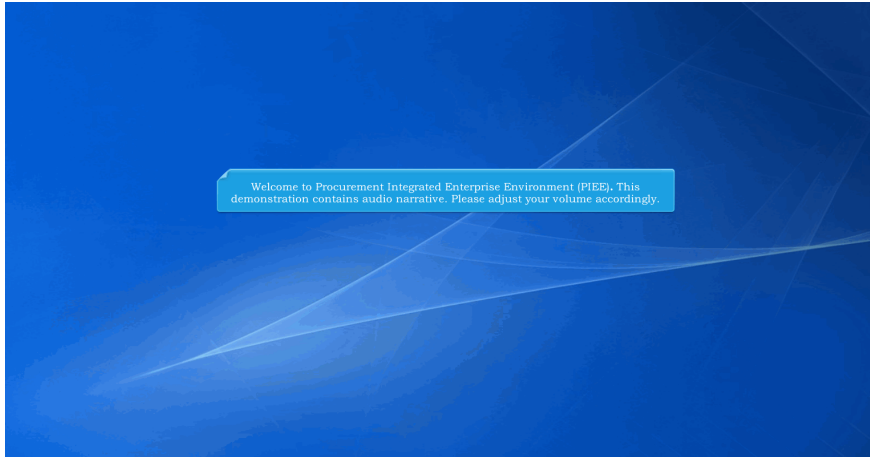 Welcome to Procurement Integrated Enterprise Environment (PIEE). This
demonstration contains audio narrative. Please adjust your volume accordingly.